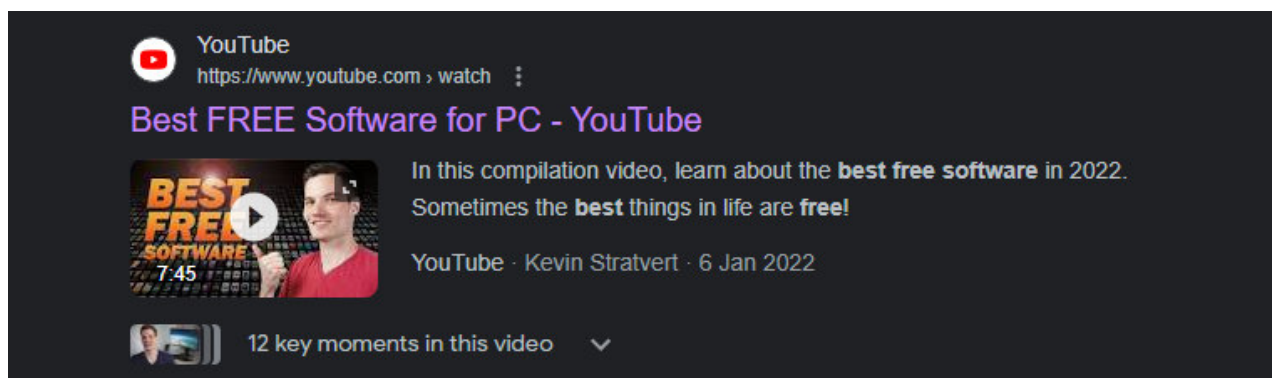 YouTube
https://www.youtube.com › watch
Best FREE Software for PC - YouTube
BEST
FREE
SOFTWARE
7:45
In this compilation video, learn about the best free software in 2022.
Sometimes the best things in life are free!
YouTube · Kevin Stratvert · 6 Jan 2022
12 key moments in this video